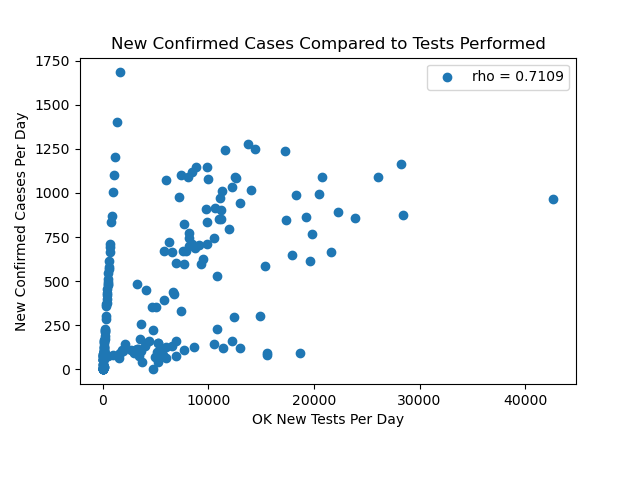 New Confirmed Cases Compared to Tests Performed
rho = 0.7109
New Confirmed Caeses Per Day
1750
1500
1250
1000
750
500
250
0
0 10000 20000 30000 40000
OK New Tests Per Day